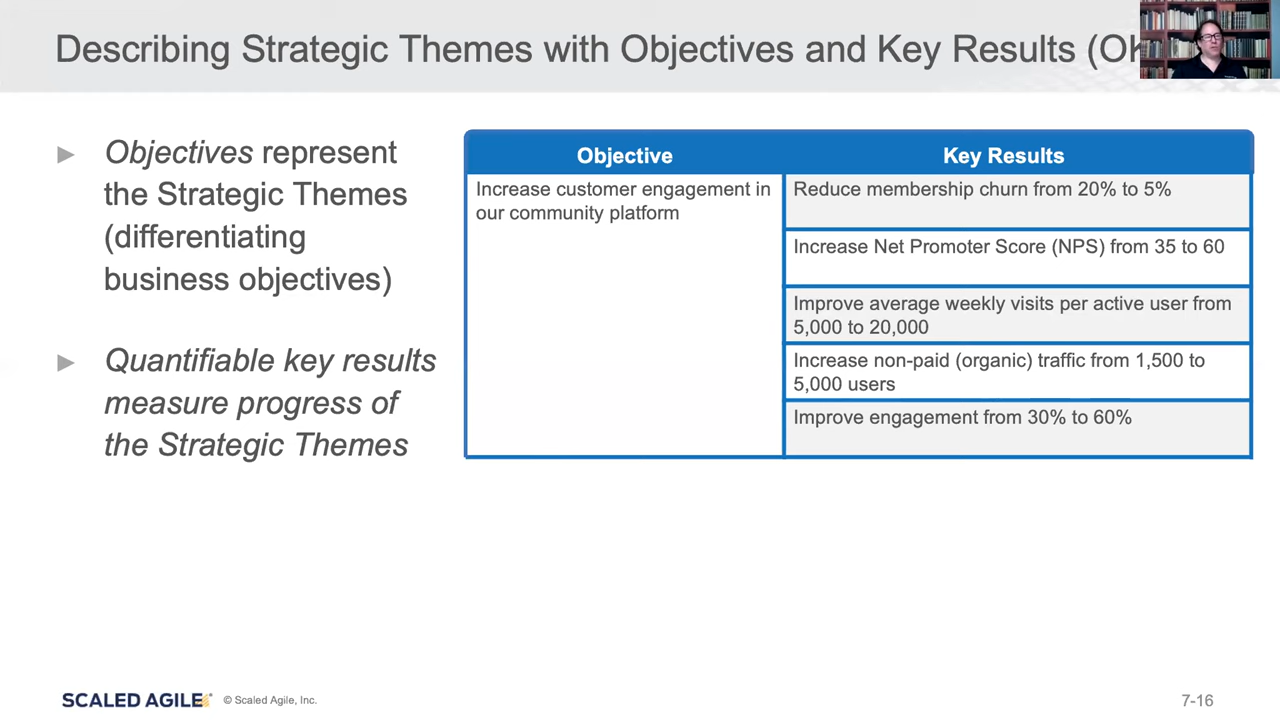 Describing Strategic Themes with Objectives and Key Results (OK
Objectives represent
the Strategic Themes
(differentiating
business objectives)
Quantifiable key results
measure progress of
the Strategic Themes
Objective
Key Results
Increase customer engagement in
our community platform
Reduce membership churn from 20% to 5%
Increase Net Promoter Score (NPS) from 35 to 60
Improve average weekly visits per active user from
5,000 to 20,000
Increase non-paid (organic) traffic from 1,500 to
5,000 users
Improve engagement from 30% to 60%
SCALED AGILE
© Scaled Agile, Inc.
7-16